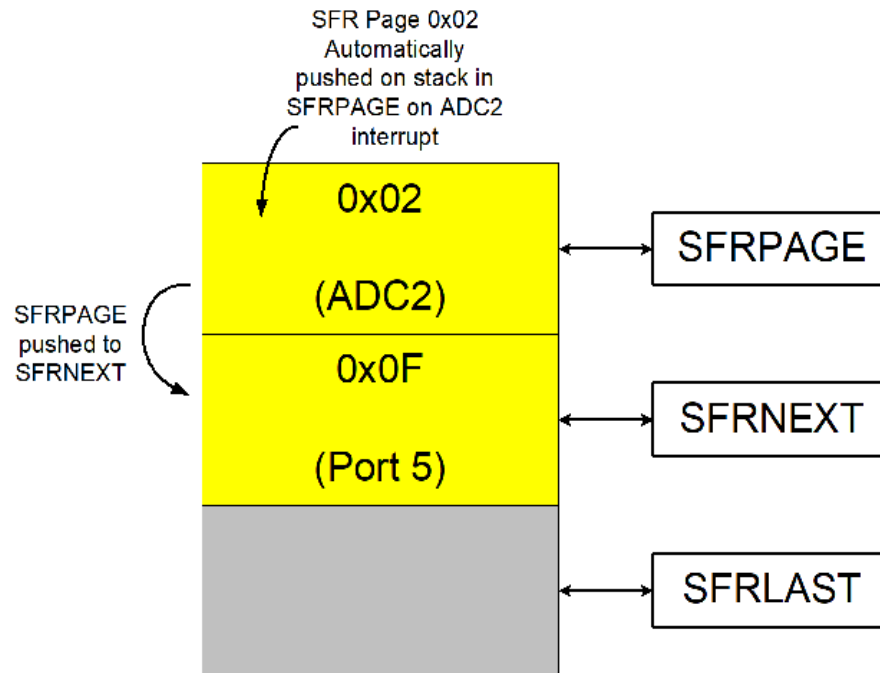 SFR Page 0x02
Automatically
pushed on stack in
SFRPAGE on ADC2
interrupt
0x02
(ADC2)
SFRPAGE
SFRPAGE
pushed to
SFRNEXT
0x0F
(Port 5)
SFRNEXT
SFRLAST